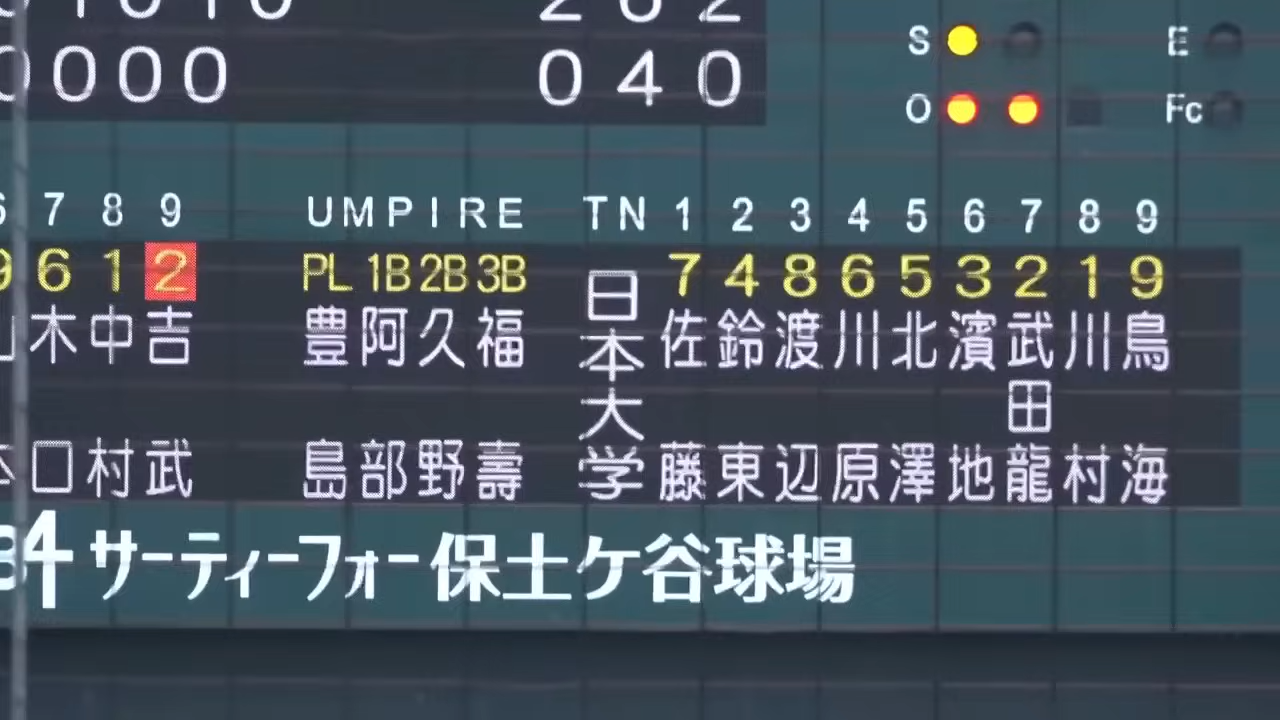 0000 040
S E
O Fc
7 8 9 UMPIRE TN 1 2 3 4 5 6 7 8 9
6 1 2 PL 1B 2B 3B 7 4 8 6 5 3 2 1 9
木口 中村 吉武 豊島 阿部 久野 福壽 日本大学 佐藤 鈴東 渡辺 川原 北澤 濱地 武田龍 川村 鳥海
34 サーティーフォー保土ケ谷球場